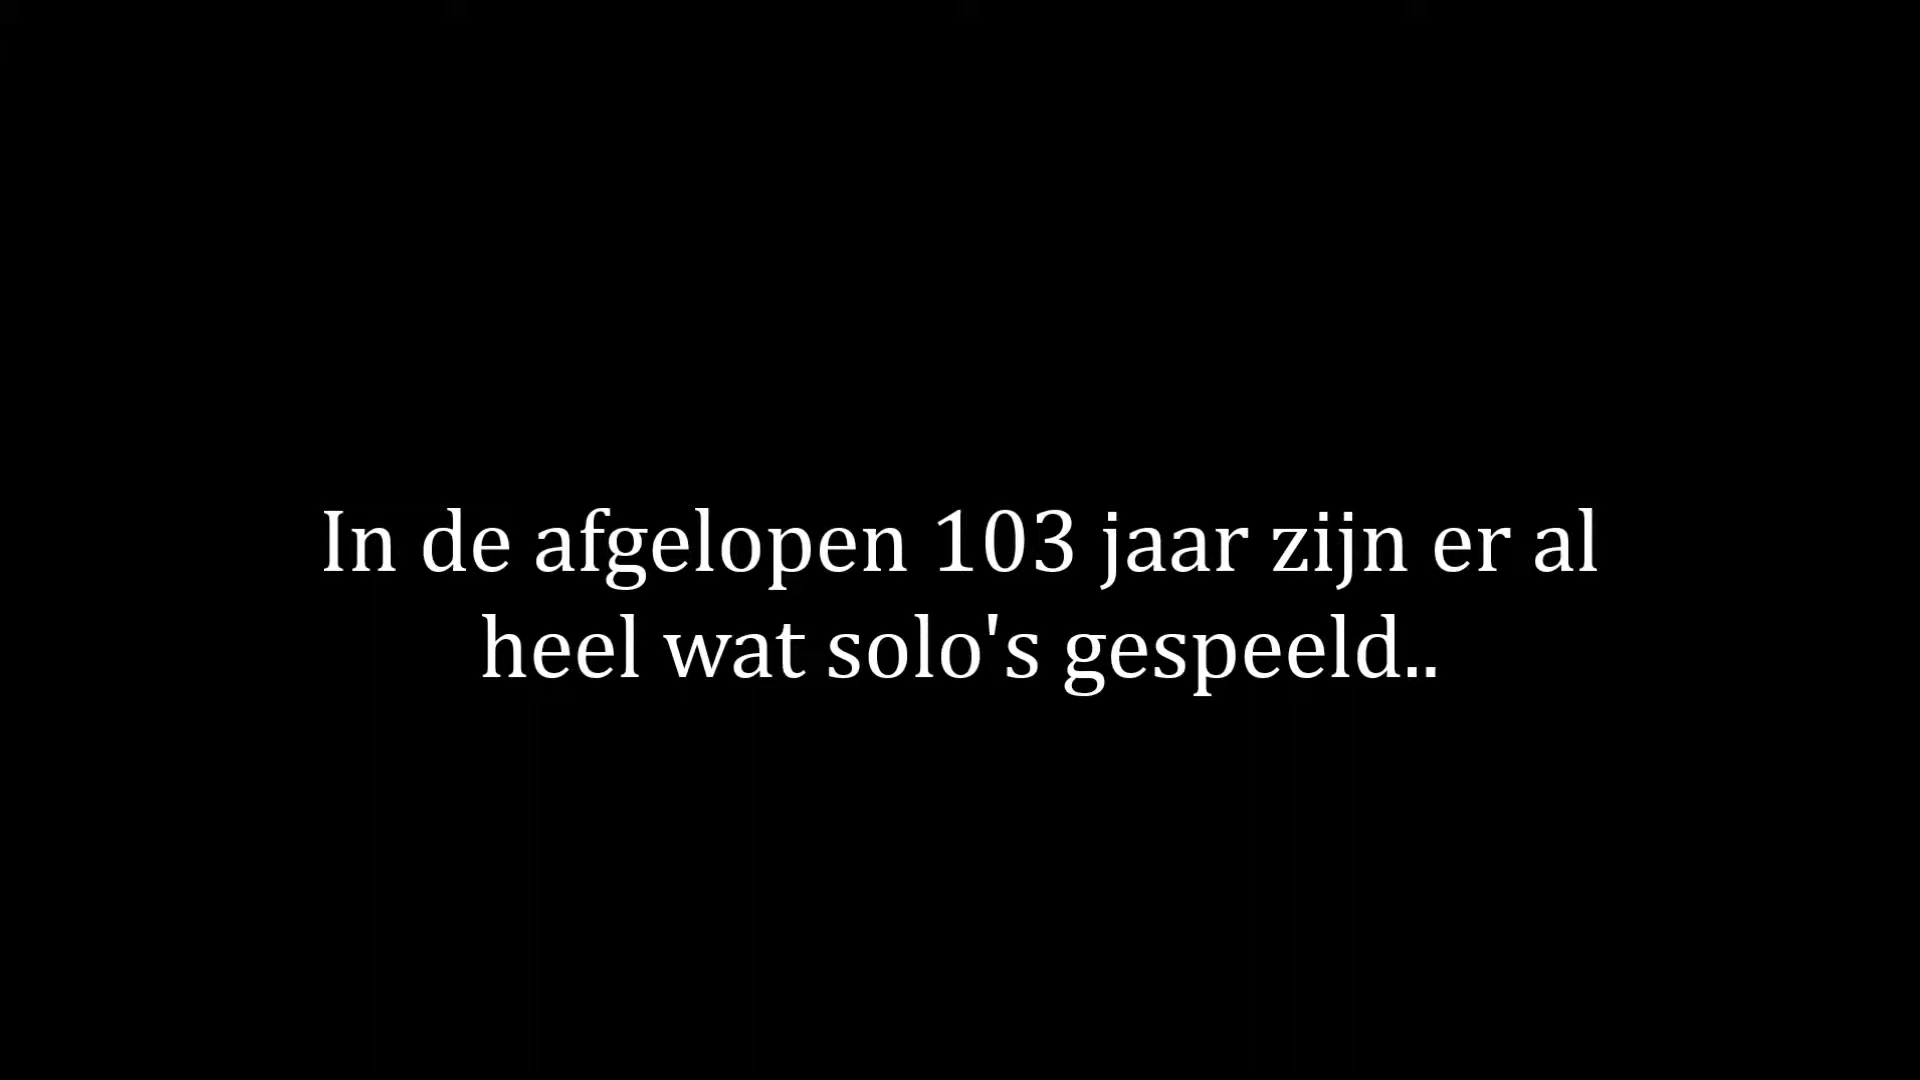 In de afgelopen 103 jaar zijn er al
heel wat solo's gespeeld..